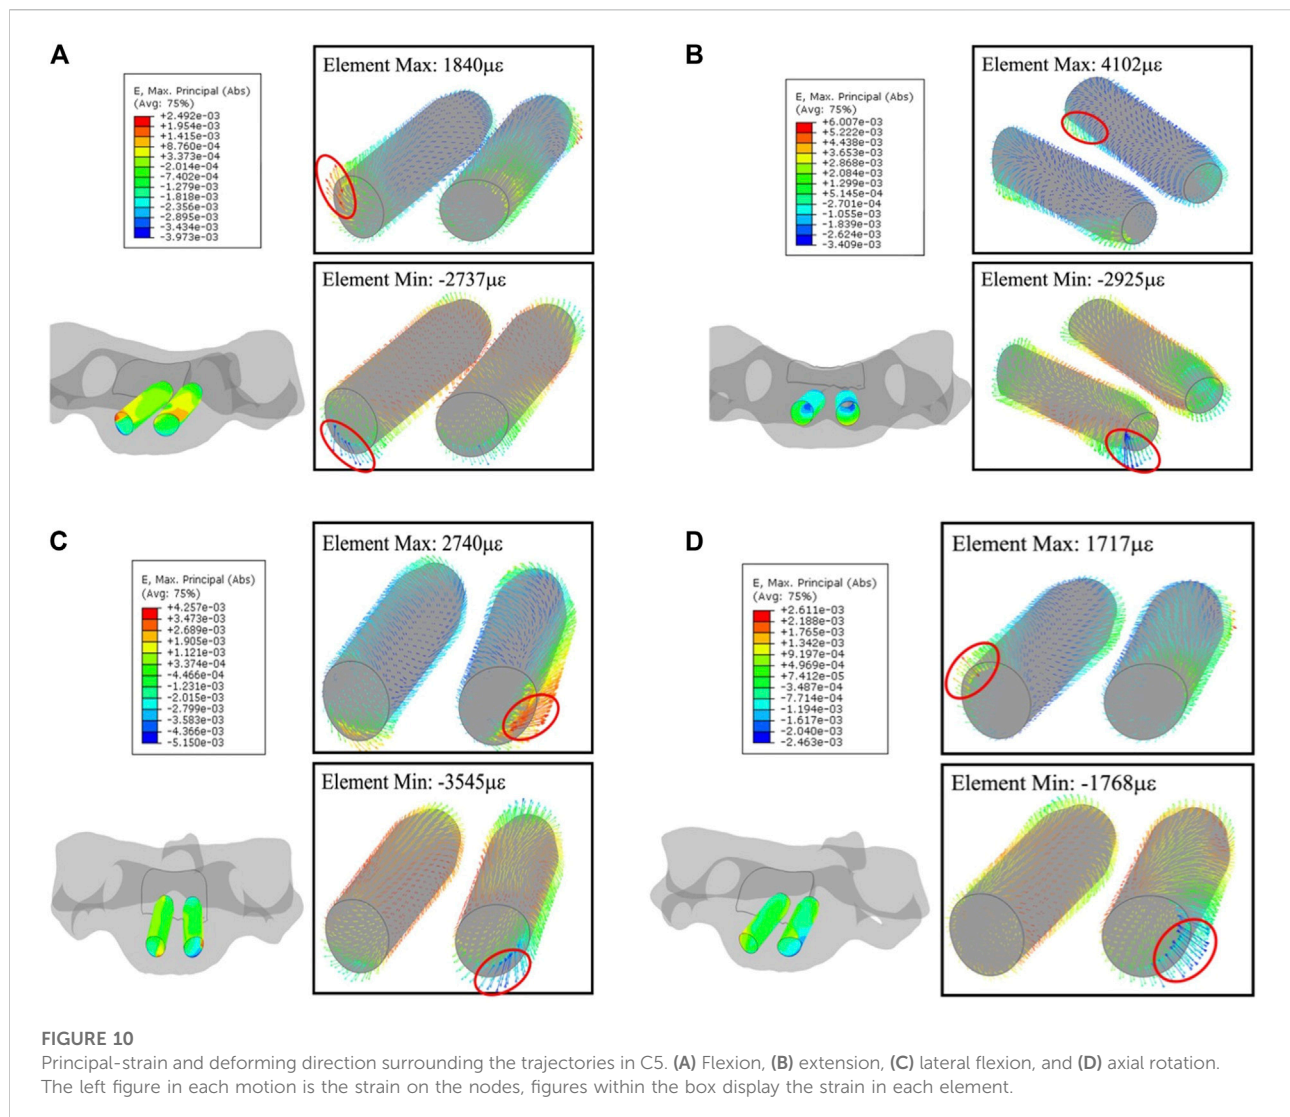 A
Element Max: 1840µε
E, Max. Principal (Abs)
(Avg: 75%)
+2.492e-03
+1.954e-03
+1.415e-03
+8.760e-04
+3.373e-04
-2.014e-04
-7.402e-04
-1.279e-03
-1.818e-03
-2.356e-03
-2.895e-03
-3.434e-03
-3.973e-03
Element Min: -2737µε
B
Element Max: 4102µε
E, Max. Principal (Abs)
(Avg: 75%)
+6.007e-03
+5.222e-03
+4.438e-03
+3.653e-03
+2.868e-03
+2.084e-03
+1.299e-03
+5.145e-04
-2.701e-04
-1.055e-03
-1.839e-03
-2.624e-03
-3.409e-03
Element Min: -2925µε
C
Element Max: 2740µε
E, Max. Principal (Abs)
(Avg: 75%)
+4.257e-03
+3.473e-03
+2.689e-03
+1.905e-03
+1.121e-03
+3.374e-04
-4.466e-04
-1.231e-03
-2.015e-03
-2.799e-03
-3.583e-03
-4.366e-03
-5.150e-03
Element Min: -3545µε
D
Element Max: 1717µε
E, Max. Principal (Abs)
(Avg: 75%)
+2.611e-03
+2.188e-03
+1.765e-03
+1.342e-03
+9.197e-04
+4.969e-04
+7.412e-05
-3.487e-04
-7.714e-04
-1.194e-03
-1.617e-03
-2.040e-03
-2.463e-03
Element Min: -1768µε
FIGURE 10
Principal-strain and deforming direction surrounding the trajectories in C5. (A) Flexion, (B) extension, (C) lateral flexion, and (D) axial rotation.
The left figure in each motion is the strain on the nodes, figures within the box display the strain in each element.